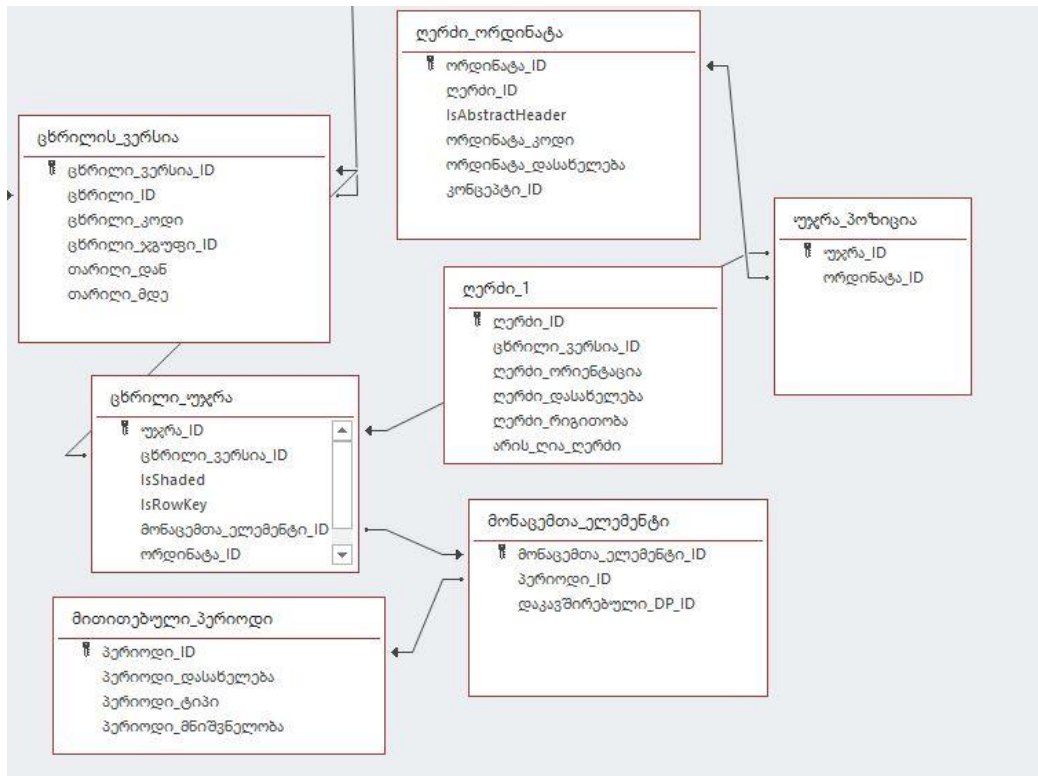 ღერძი_ორდინატა
ორდინატა_ID
ღერძი_ID
IsAbstractHeader
ორდინატა_კოდი
ორდინატა_დასახელება
კონცეპტი_ID
ცხრილის_ვერსია
ცხრილი_ვერსია_ID
ცხრილი_ID
ცხრილი_კოდი
ცხრილი_ჯგუფი_ID
თარიღი_დან
თარიღი_მდე
უჯრა_პოზიცია
უჯრა_ID
ორდინატა_ID
ღერძი_1
ღერძი_ID
ცხრილი_ვერსია_ID
ღერძი_ორიენტაცია
ღერძი_დასახელება
ღერძი_რიგითობა
არის_ღია_ღერძი
ცხრილი_უჯრა
უჯრა_ID
ცხრილი_ვერსია_ID
IsShaded
IsRowKey
მონაცემთა_ელემენტი_ID
ორდინატა_ID
მონაცემთა_ელემენტი
მონაცემთა_ელემენტი_ID
პერიოდი_ID
დაკავშირებული_DP_ID
მითითებული_პერიოდი
პერიოდი_ID
პერიოდი_დასახელება
პერიოდი_ტიპი
პერიოდი_მნიშვნელობა